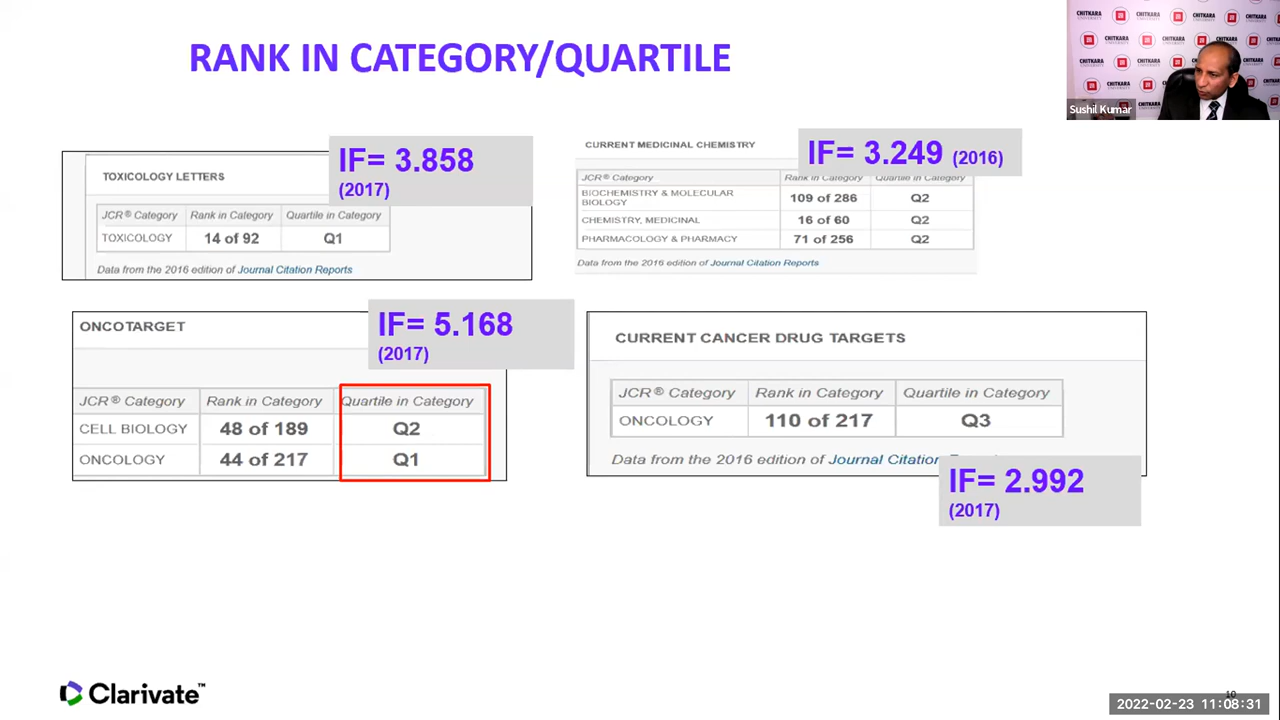 RANK IN CATEGORY/QUARTILE
CHITKARA
UNIVERSITY
Sushil Kumar
TOXICOLOGY LETTERS
IF= 3.858
(2017)
JCR® Category Rank in Category Quartile in Category
TOXICOLOGY 14 of 92 Q1
Data from the 2016 edition of Journal Citation Reports
CURRENT MEDICINAL CHEMISTRY
IF= 3.249 (2016)
JCR® Category Rank in Category Quartile in Category
BIOCHEMISTRY & MOLECULAR
BIOLOGY 109 of 286 Q2
CHEMISTRY, MEDICINAL 16 of 60 Q2
PHARMACOLOGY & PHARMACY 71 of 256 Q2
Data from the 2016 edition of Journal Citation Reports
ONCOTARGET
IF= 5.168
(2017)
JCR® Category Rank in Category Quartile in Category
CELL BIOLOGY 48 of 189 Q2
ONCOLOGY 44 of 217 Q1
CURRENT CANCER DRUG TARGETS
JCR® Category Rank in Category Quartile in Category
ONCOLOGY 110 of 217 Q3
Data from the 2016 edition of Journal Citation
IF= 2.992
(2017)
Clarivate™
10
2022-02-23 11:08:31